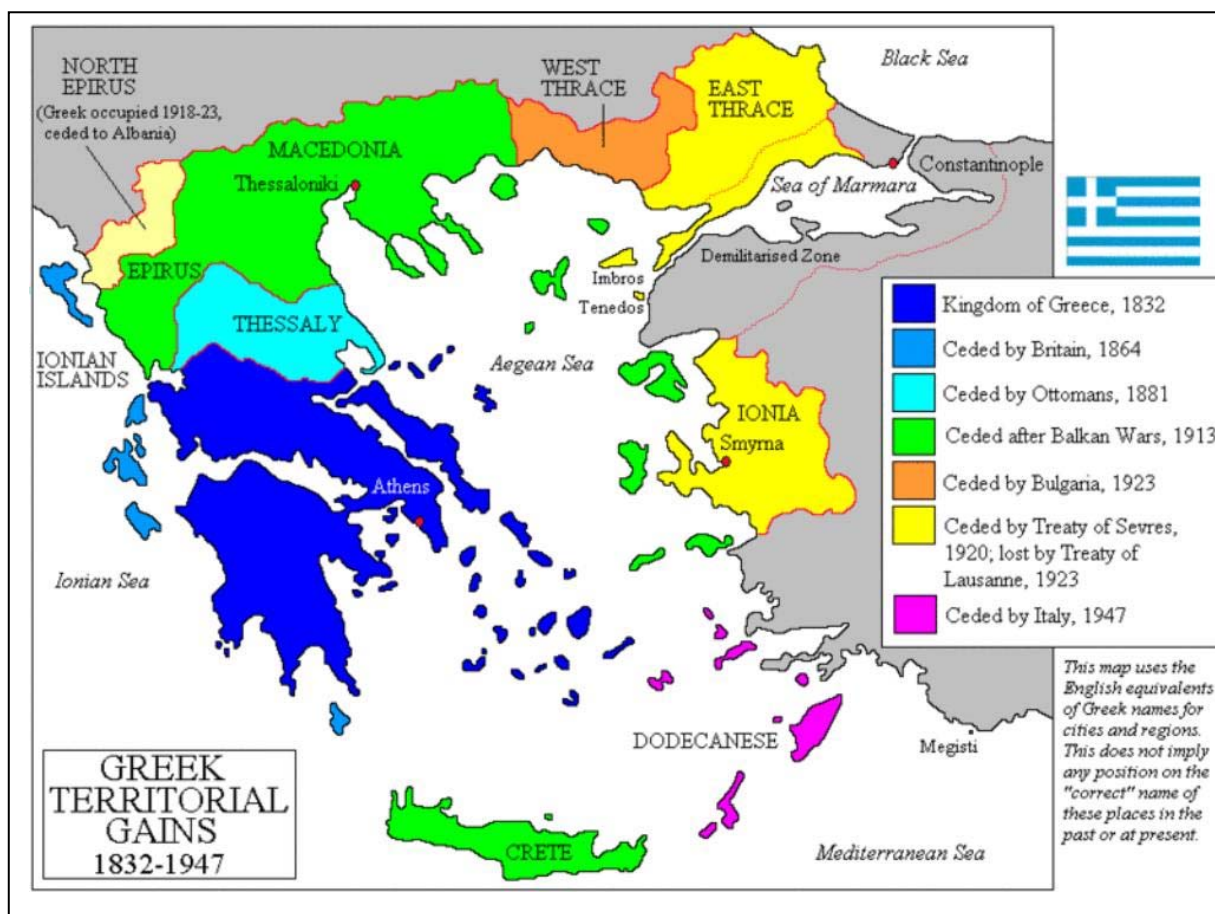 Black Sea
NORTH
EPIRUS
(Greek occupied 1918-23,
ceded to Albania)
WEST
THRACE
EAST
THRACE
MACEDONIA
Thessaloniki
Constantinople
Sea of Marmara
EPIRUS
Imbros
Tenedos
Demilitarised Zone
THESSALY
IONIAN
ISLANDS
Aegean Sea
IONIA
Smyrna
Athens
Ionian Sea
DODECANESE
Megisti
CRETE
Mediterranean Sea
Kingdom of Greece, 1832
Ceded by Britain, 1864
Ceded by Ottomans, 1881
Ceded after Balkan Wars, 1913
Ceded by Bulgaria, 1923
Ceded by Treaty of Sevres,
1920; lost by Treaty of
Lausanne, 1923
Ceded by Italy, 1947
This map uses the
English equivalents
of Greek names for
cities and regions.
This does not imply
any position on the
"correct" name of
these places in the
past or at present.
GREEK
TERRITORIAL
GAINS
1832-1947